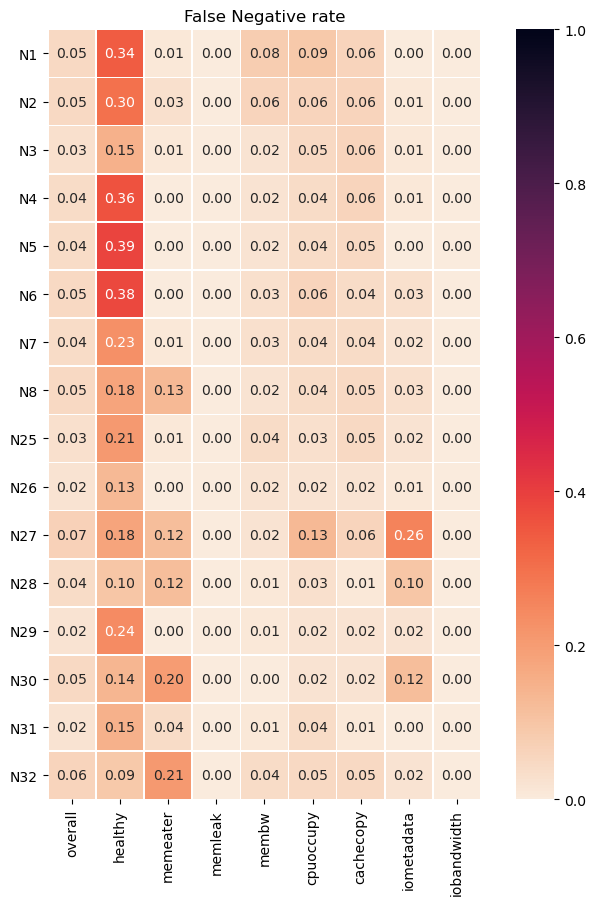 False Negative rate
N1 0.05 0.34 0.01 0.00 0.08 0.09 0.06 0.00 0.00
N2 0.05 0.30 0.03 0.00 0.06 0.06 0.06 0.01 0.00
N3 0.03 0.15 0.01 0.00 0.02 0.05 0.06 0.01 0.00
N4 0.04 0.36 0.00 0.00 0.02 0.04 0.06 0.01 0.00
N5 0.04 0.39 0.00 0.00 0.02 0.04 0.05 0.00 0.00
N6 0.05 0.38 0.00 0.00 0.03 0.06 0.04 0.03 0.00
N7 0.04 0.23 0.01 0.00 0.03 0.04 0.04 0.02 0.00
N8 0.05 0.18 0.13 0.00 0.02 0.04 0.05 0.03 0.00
N25 0.03 0.21 0.01 0.00 0.04 0.03 0.05 0.02 0.00
N26 0.02 0.13 0.00 0.00 0.02 0.02 0.02 0.01 0.00
N27 0.07 0.18 0.12 0.00 0.02 0.13 0.06 0.26 0.00
N28 0.04 0.10 0.12 0.00 0.01 0.03 0.01 0.10 0.00
N29 0.02 0.24 0.00 0.00 0.01 0.02 0.02 0.02 0.00
N30 0.05 0.14 0.20 0.00 0.00 0.02 0.02 0.12 0.00
N31 0.02 0.15 0.04 0.00 0.01 0.04 0.01 0.00 0.00
N32 0.06 0.09 0.21 0.00 0.04 0.05 0.05 0.02 0.00
overall
healthy
memeater
memleak
membw
cpuoccupy
cachecopy
iometadata
iobandwidth
1.0
0.8
0.6
0.4
0.2
0.0